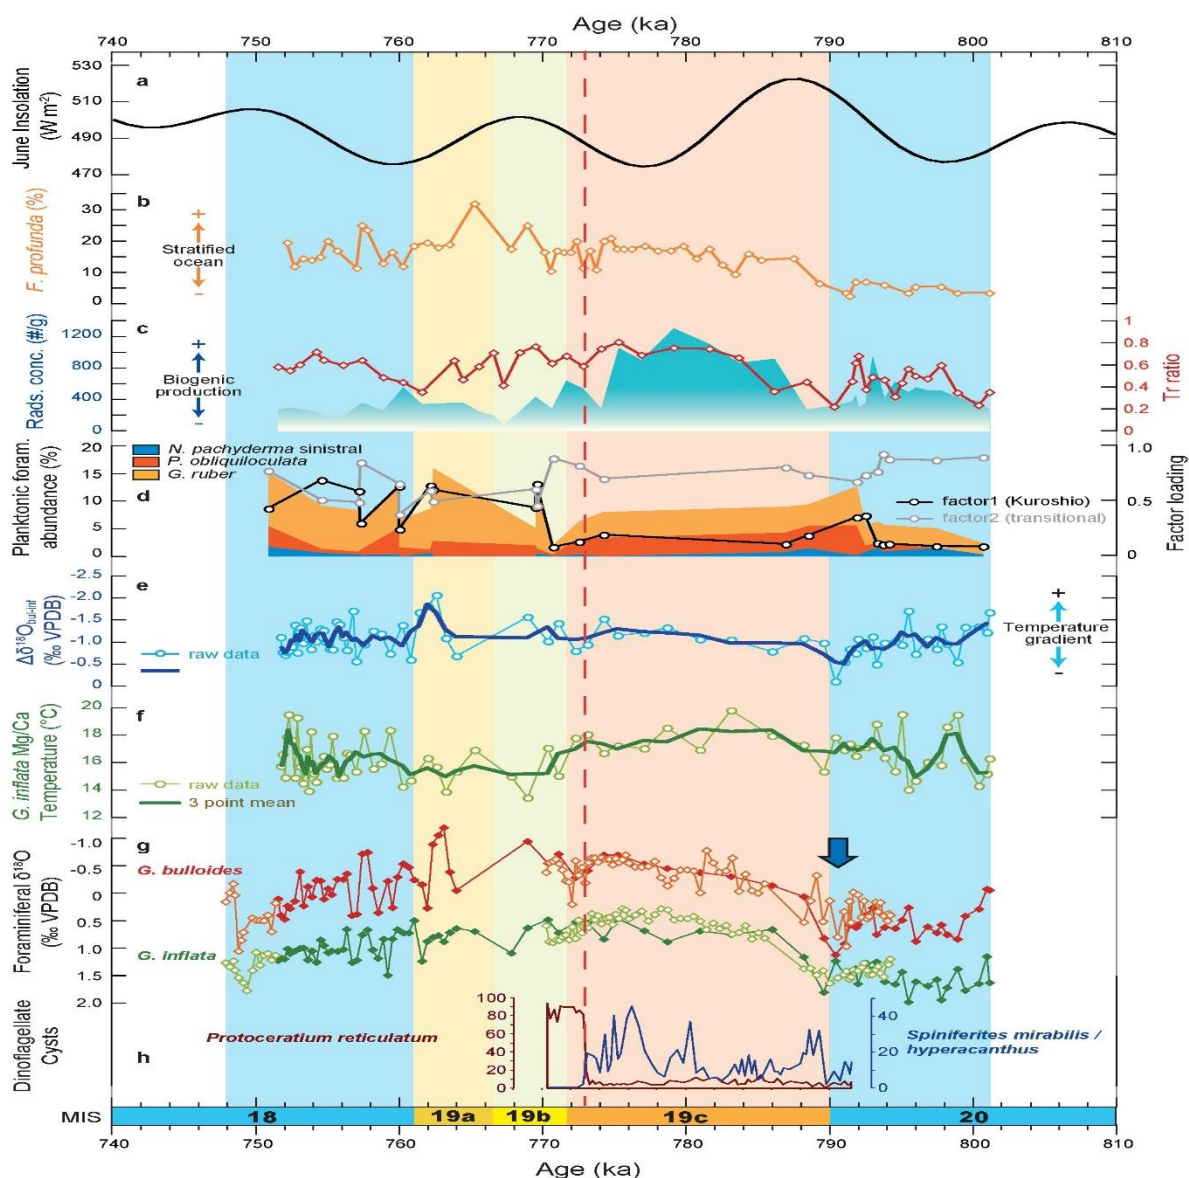 Age (ka)
740 750 760 770 780 790 800 810
a
June Insolation
(W m-2)
530
510
490
470
b
F. profunda (%)
30
20
10
0
+
Stratified
ocean
–
c
Rads. conc. (#/g)
1200
800
400
0
+
Biogenic
production
–
1
0.8
0.6
0.4
0.2
0
Tr ratio
d
Planktonic foram.
abundance (%)
20
15
10
5
0
N. pachyderma sinistral
P. obliquiloculata
G. ruber
factor1 (Kuroshio)
factor2 (transitional)
1.0
0.5
0
Factor loading
e
Δδ18Obul-inf
(‰ VPDB)
-2.5
-2.0
-1.5
-1.0
-0.5
0
raw data
+
Temperature
gradient
–
f
G. inflata Mg/Ca
Temperature (°C)
20
18
16
14
12
raw data
3 point mean
g
Foraminiferal δ18O
(‰ VPDB)
-1.0
-0.5
0
0.5
1.0
1.5
2.0
G. bulloides
G. inflata
h
Dinoflagellate
Cysts
Protoceratium reticulatum
100
80
60
40
20
0
40
20
0
Spiniferites mirabilis /
hyperacanthus
MIS 18 19a 19b 19c 20
740 750 760 770 780 790 800 810
Age (ka)